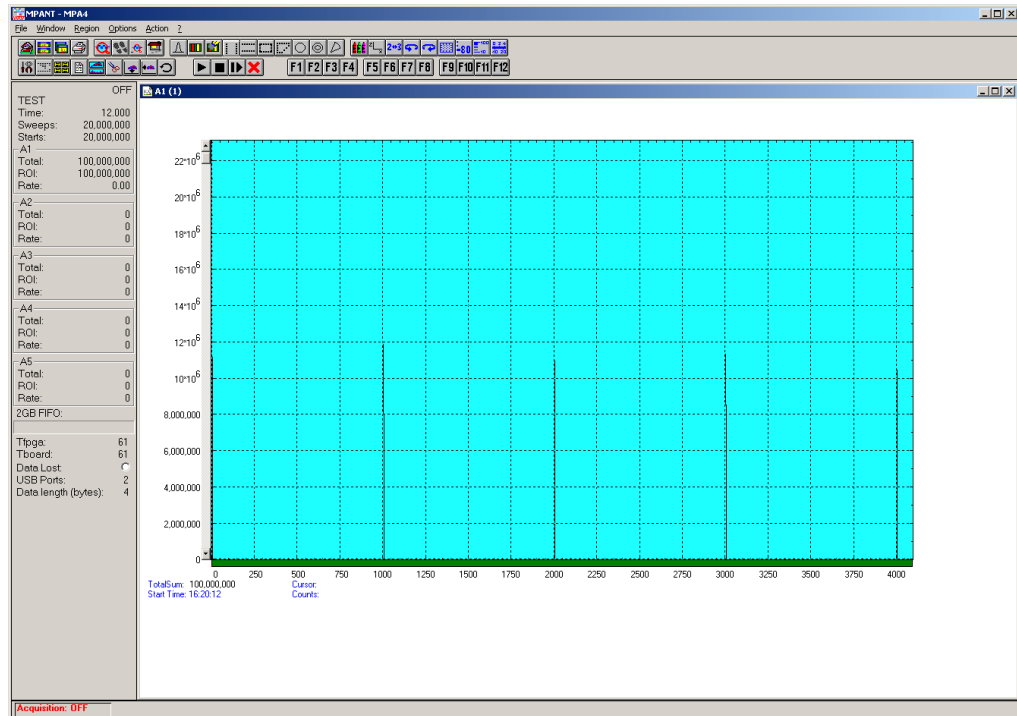 MPANT - MPA4
File Window Region Options Action ?
F1 F2 F3 F4 F5 F6 F7 F8 F9 F10 F11 F12
OFF
TEST
Time: 12.000
Sweeps: 20,000,000
Starts: 20,000,000
A1
Total: 100,000,000
ROI: 100,000,000
Rate: 0.00
A2
Total: 0
ROI: 0
Rate: 0
A3
Total: 0
ROI: 0
Rate: 0
A4
Total: 0
ROI: 0
Rate: 0
A5
Total: 0
ROI: 0
Rate: 0
2GB FIFO:
Tfpga: 61
Tboard: 61
Data Lost:
USB Ports: 2
Data length (bytes): 4
A1 (1)
22*10^6
20*10^6
18*10^6
16*10^6
14*10^6
12*10^6
10*10^6
8,000,000
6,000,000
4,000,000
2,000,000
0
0 250 500 750 1000 1250 1500 1750 2000 2250 2500 2750 3000 3250 3500 3750 4000
TotalSum: 100,000,000 Cursor:
Start Time: 16:20:12 Counts:
Acquisition: OFF